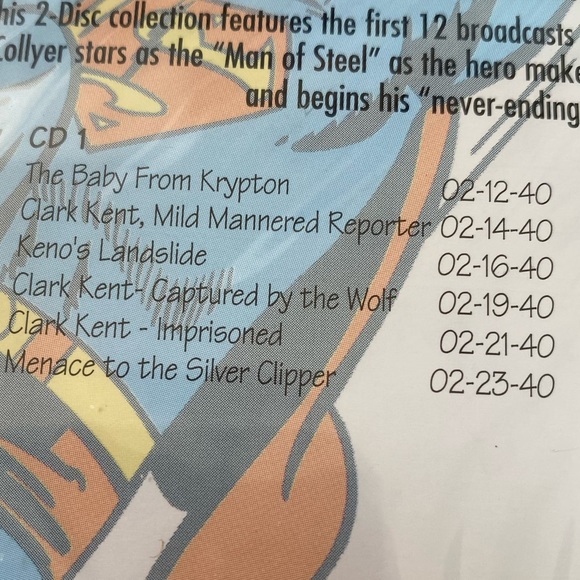 his 2-Disc collection features the first 12 broadcasts
Collyer stars as the "Man of Steel" as the hero make
and begins his "never-ending
CD 1
The Baby From Krypton 02-12-40
Clark Kent, Mild Mannered Reporter 02-14-40
Keno's Landslide 02-16-40
Clark Kent- Captured by the Wolf 02-19-40
Clark Kent - Imprisoned 02-21-40
Menace to the Silver Clipper 02-23-40